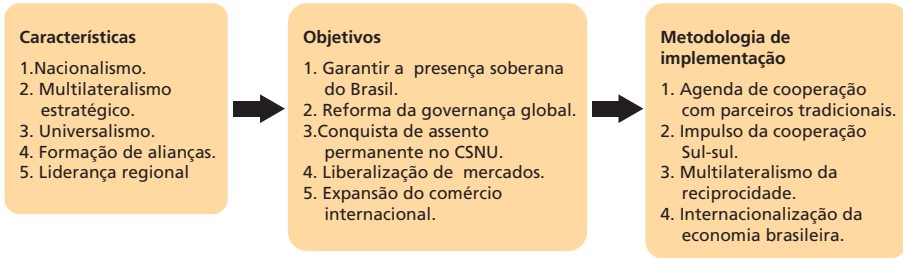 Características
1.Nacionalismo.
2. Multilateralismo
estratégico.
3. Universalismo.
4. Formação de alianças.
5. Liderança regional
Objetivos
1. Garantir a presença soberana
do Brasil.
2. Reforma da governança global.
3.Conquista de assento
permanente no CSNU.
4. Liberalização de mercados.
5. Expansão do comércio
internacional.
Metodologia de
implementação
1. Agenda de cooperação
com parceiros tradicionais.
2. Impulso da cooperação
Sul-sul.
3. Multilateralismo da
reciprocidade.
4. Internacionalização da
economia brasileira.